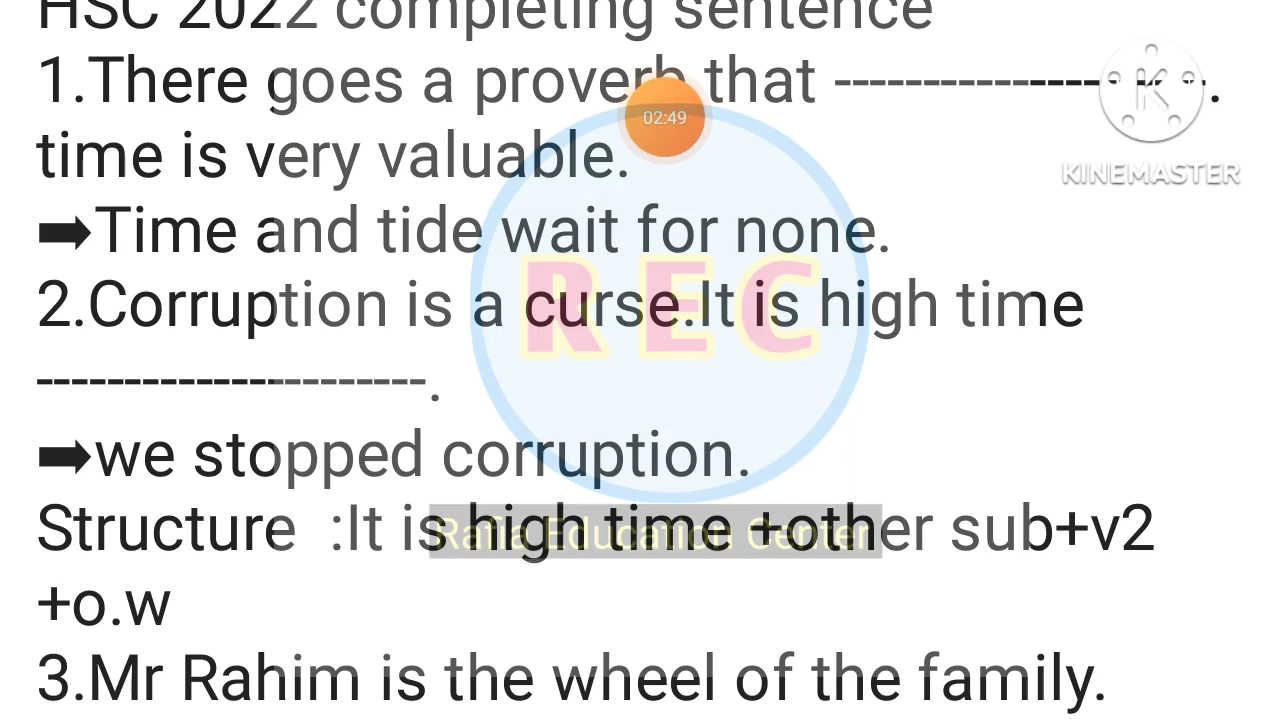 HSC 2022 completing sentence
1.There goes a proverb that ------------------------.
time is very valuable.
➡Time and tide wait for none.
2.Corruption is a curse.It is high time
------------------------.
➡we stopped corruption.
Structure :It is high time +other sub+v2
+o.w
3.Mr Rahim is the wheel of the family.
02:49
K
KINEMASTER
REC
Rafia Education Center